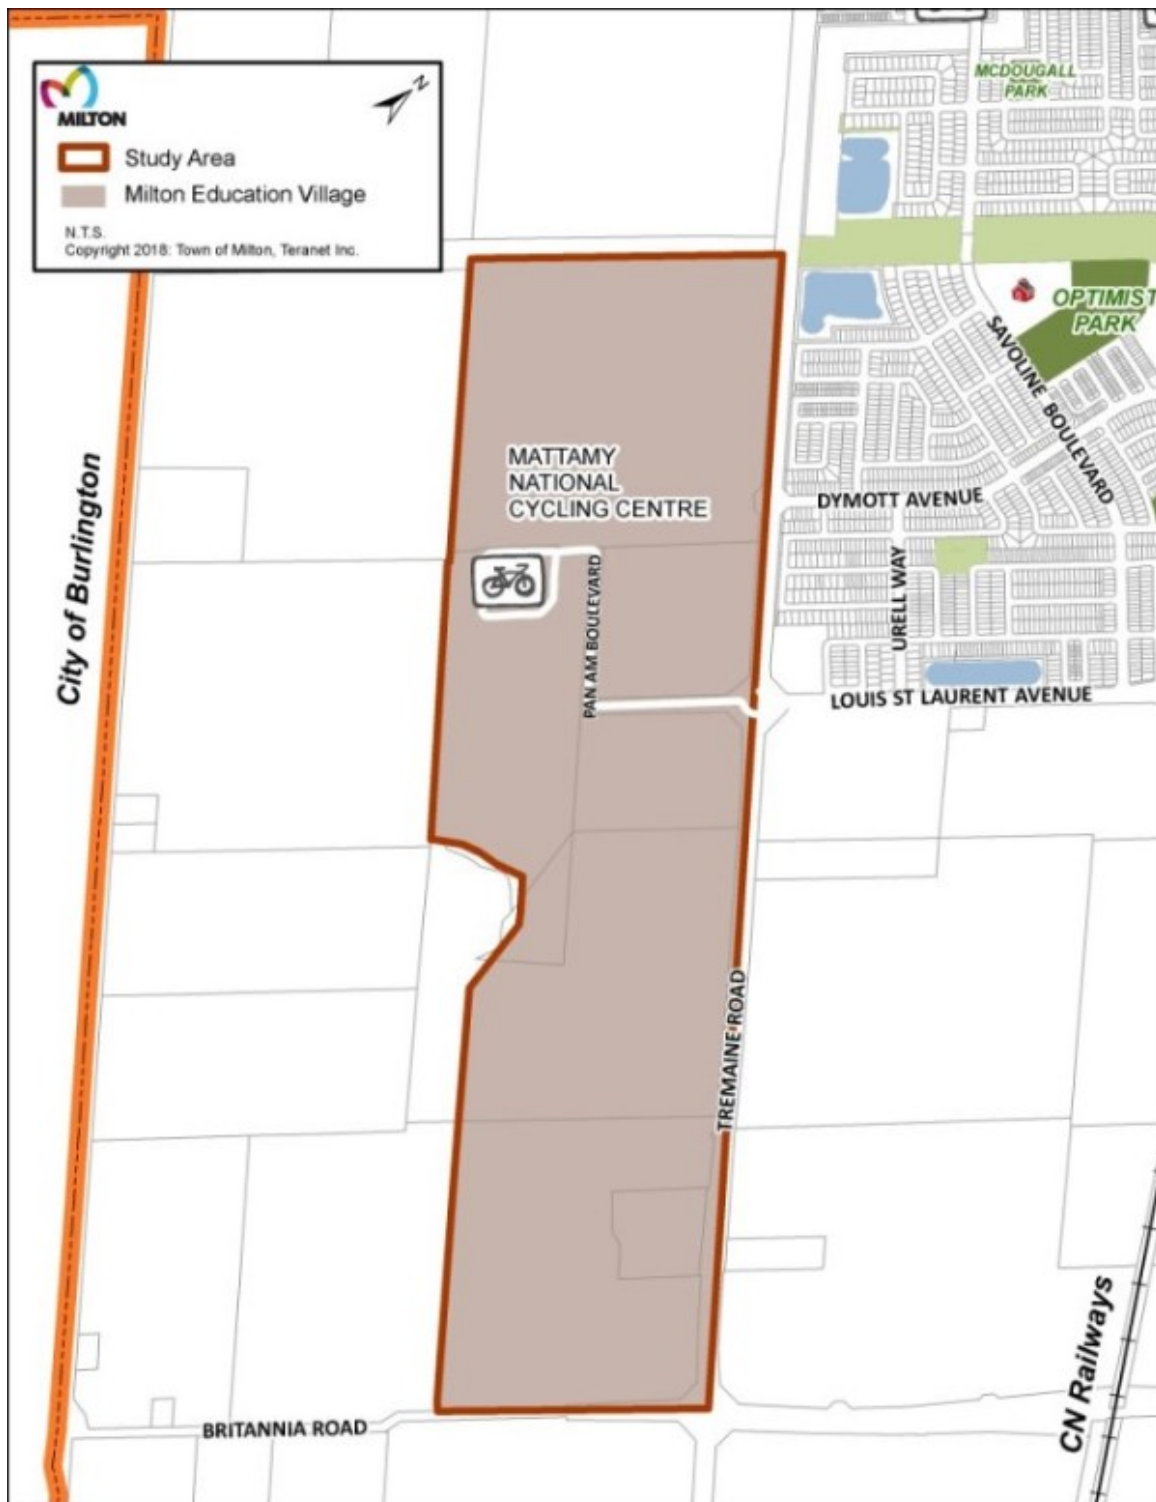 N
MILTON
Study Area
Milton Education Village
N.T.S.
Copyright 2018: Town of Milton, Teranet Inc.
MCDOUGALL
PARK
OPTIMIST
PARK
SAVOLINE BOULEVARD
MATTAMY
NATIONAL
CYCLING CENTRE
DYMOTT AVENUE
City of Burlington
PAN AM BOULEVARD
URELL WAY
LOUIS ST LAURENT AVENUE
TREMAINE ROAD
CN Railways
BRITANNIA ROAD